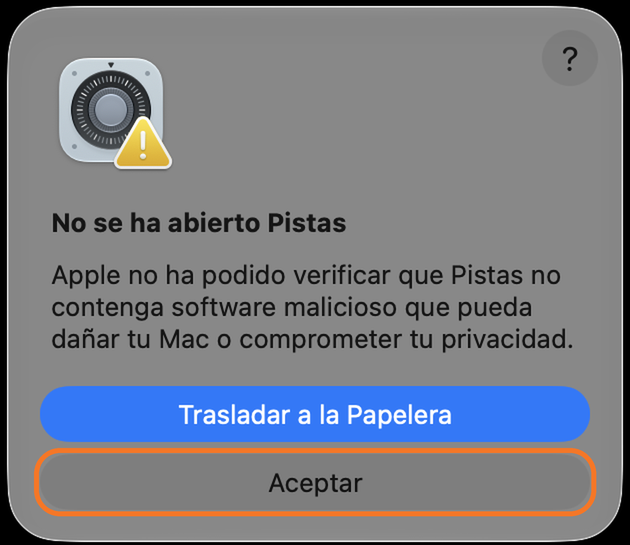 ?
No se ha abierto Pistas
Apple no ha podido verificar que Pistas no
contenga software malicioso que pueda
dañar tu Mac o comprometer tu privacidad.
Trasladar a la Papelera
Aceptar